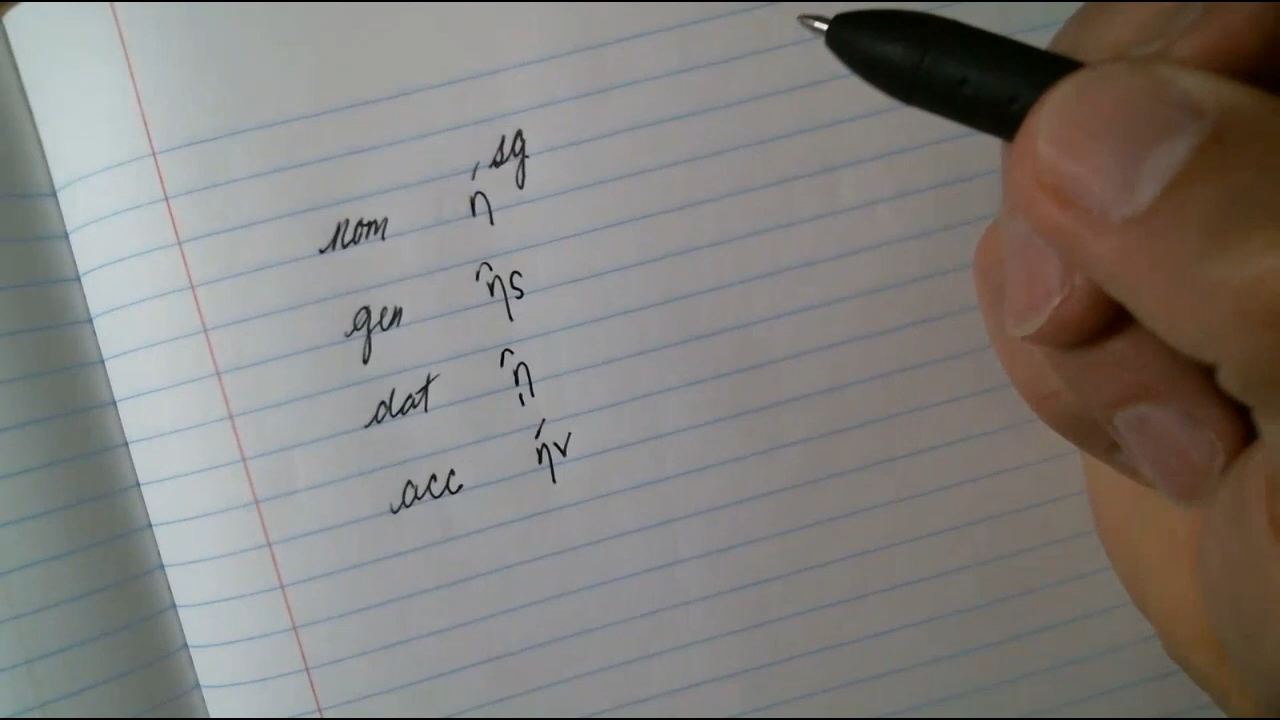 sg
nom ή
gen ῆς
dat ῇ
acc ήν